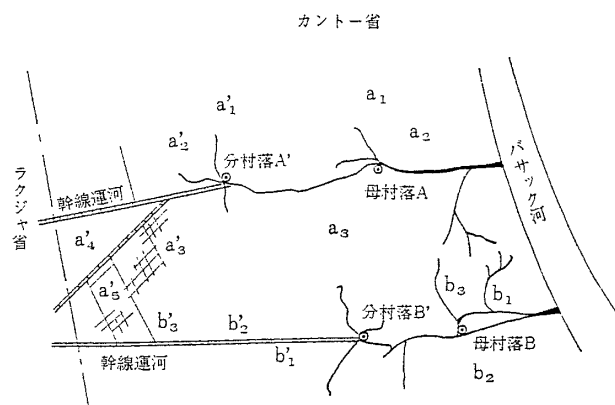 カントー省
a′₁
a₁
a′₂
a₂
分村落A′
母村落A
バサック河
ラクジャ省
幹線運河
a′₄
a′₃
a₃
a′₅
b′₃
b′₂
分村落B′
b₃
b₁
幹線運河
b′₁
母村落B
b₂